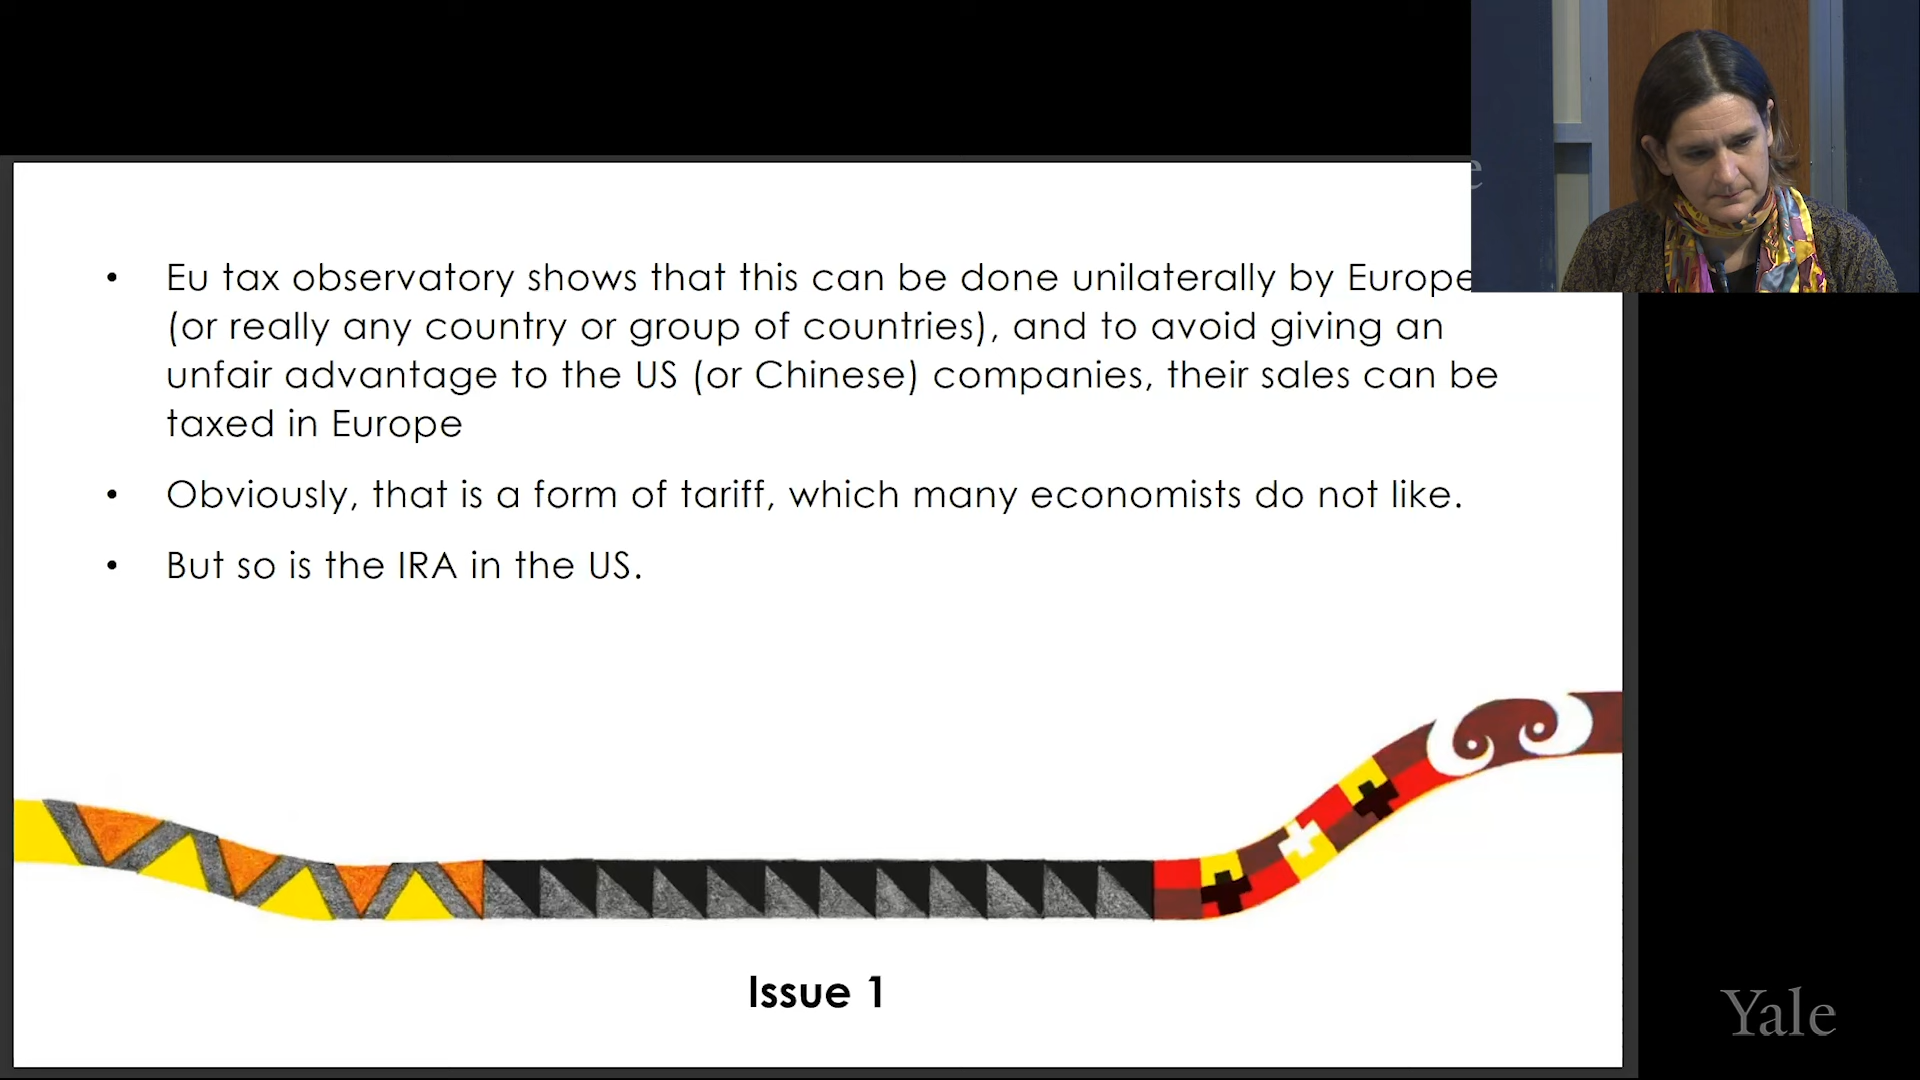 Eu tax observatory shows that this can be done unilaterally by Europe
(or really any country or group of countries), and to avoid giving an
unfair advantage to the US (or Chinese) companies, their sales can be
taxed in Europe
Obviously, that is a form of tariff, which many economists do not like.
But so is the IRA in the US.
Issue 1
Yale